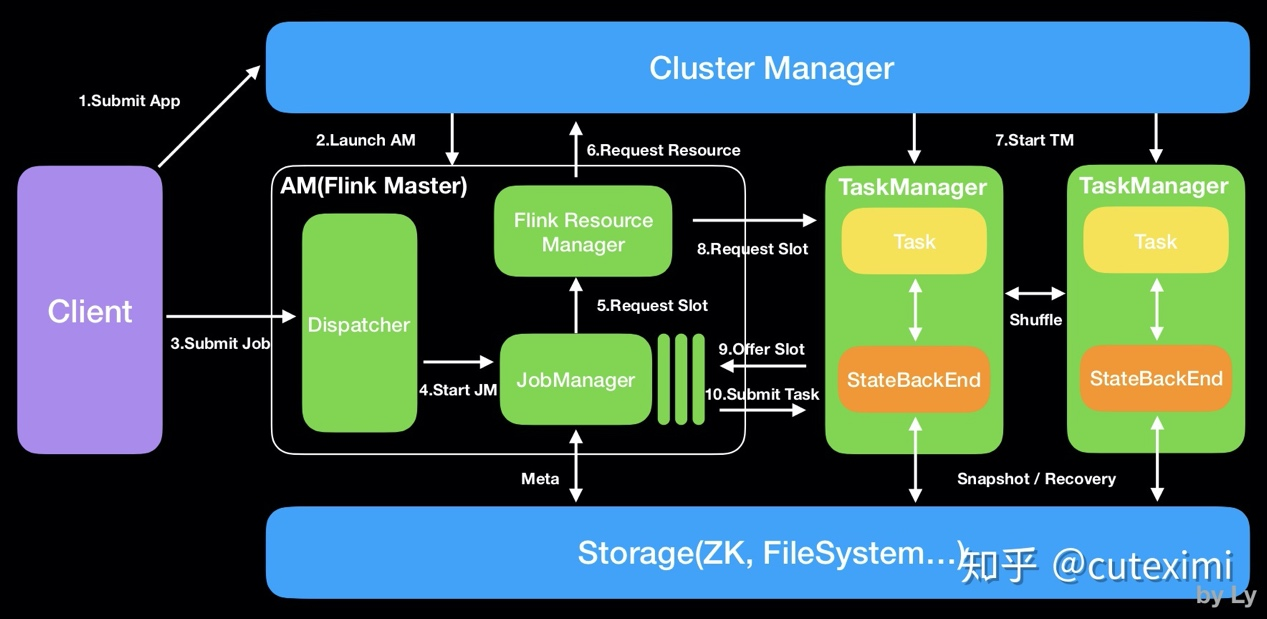 Cluster Manager
1.Submit App
2.Launch AM
6.Request Resource
7.Start TM
AM(Flink Master)
Flink Resource
Manager
TaskManager
Task
TaskManager
Task
8.Request Slot
Client
Dispatcher
3.Submit Job
5.Request Slot
Shuffle
4.Start JM
JobManager
9.Offer Slot
10.Submit Task
StateBackEnd
StateBackEnd
Meta
Snapshot / Recovery
Storage(ZK, FileSystem...)
知乎 @cuteximi
by Ly